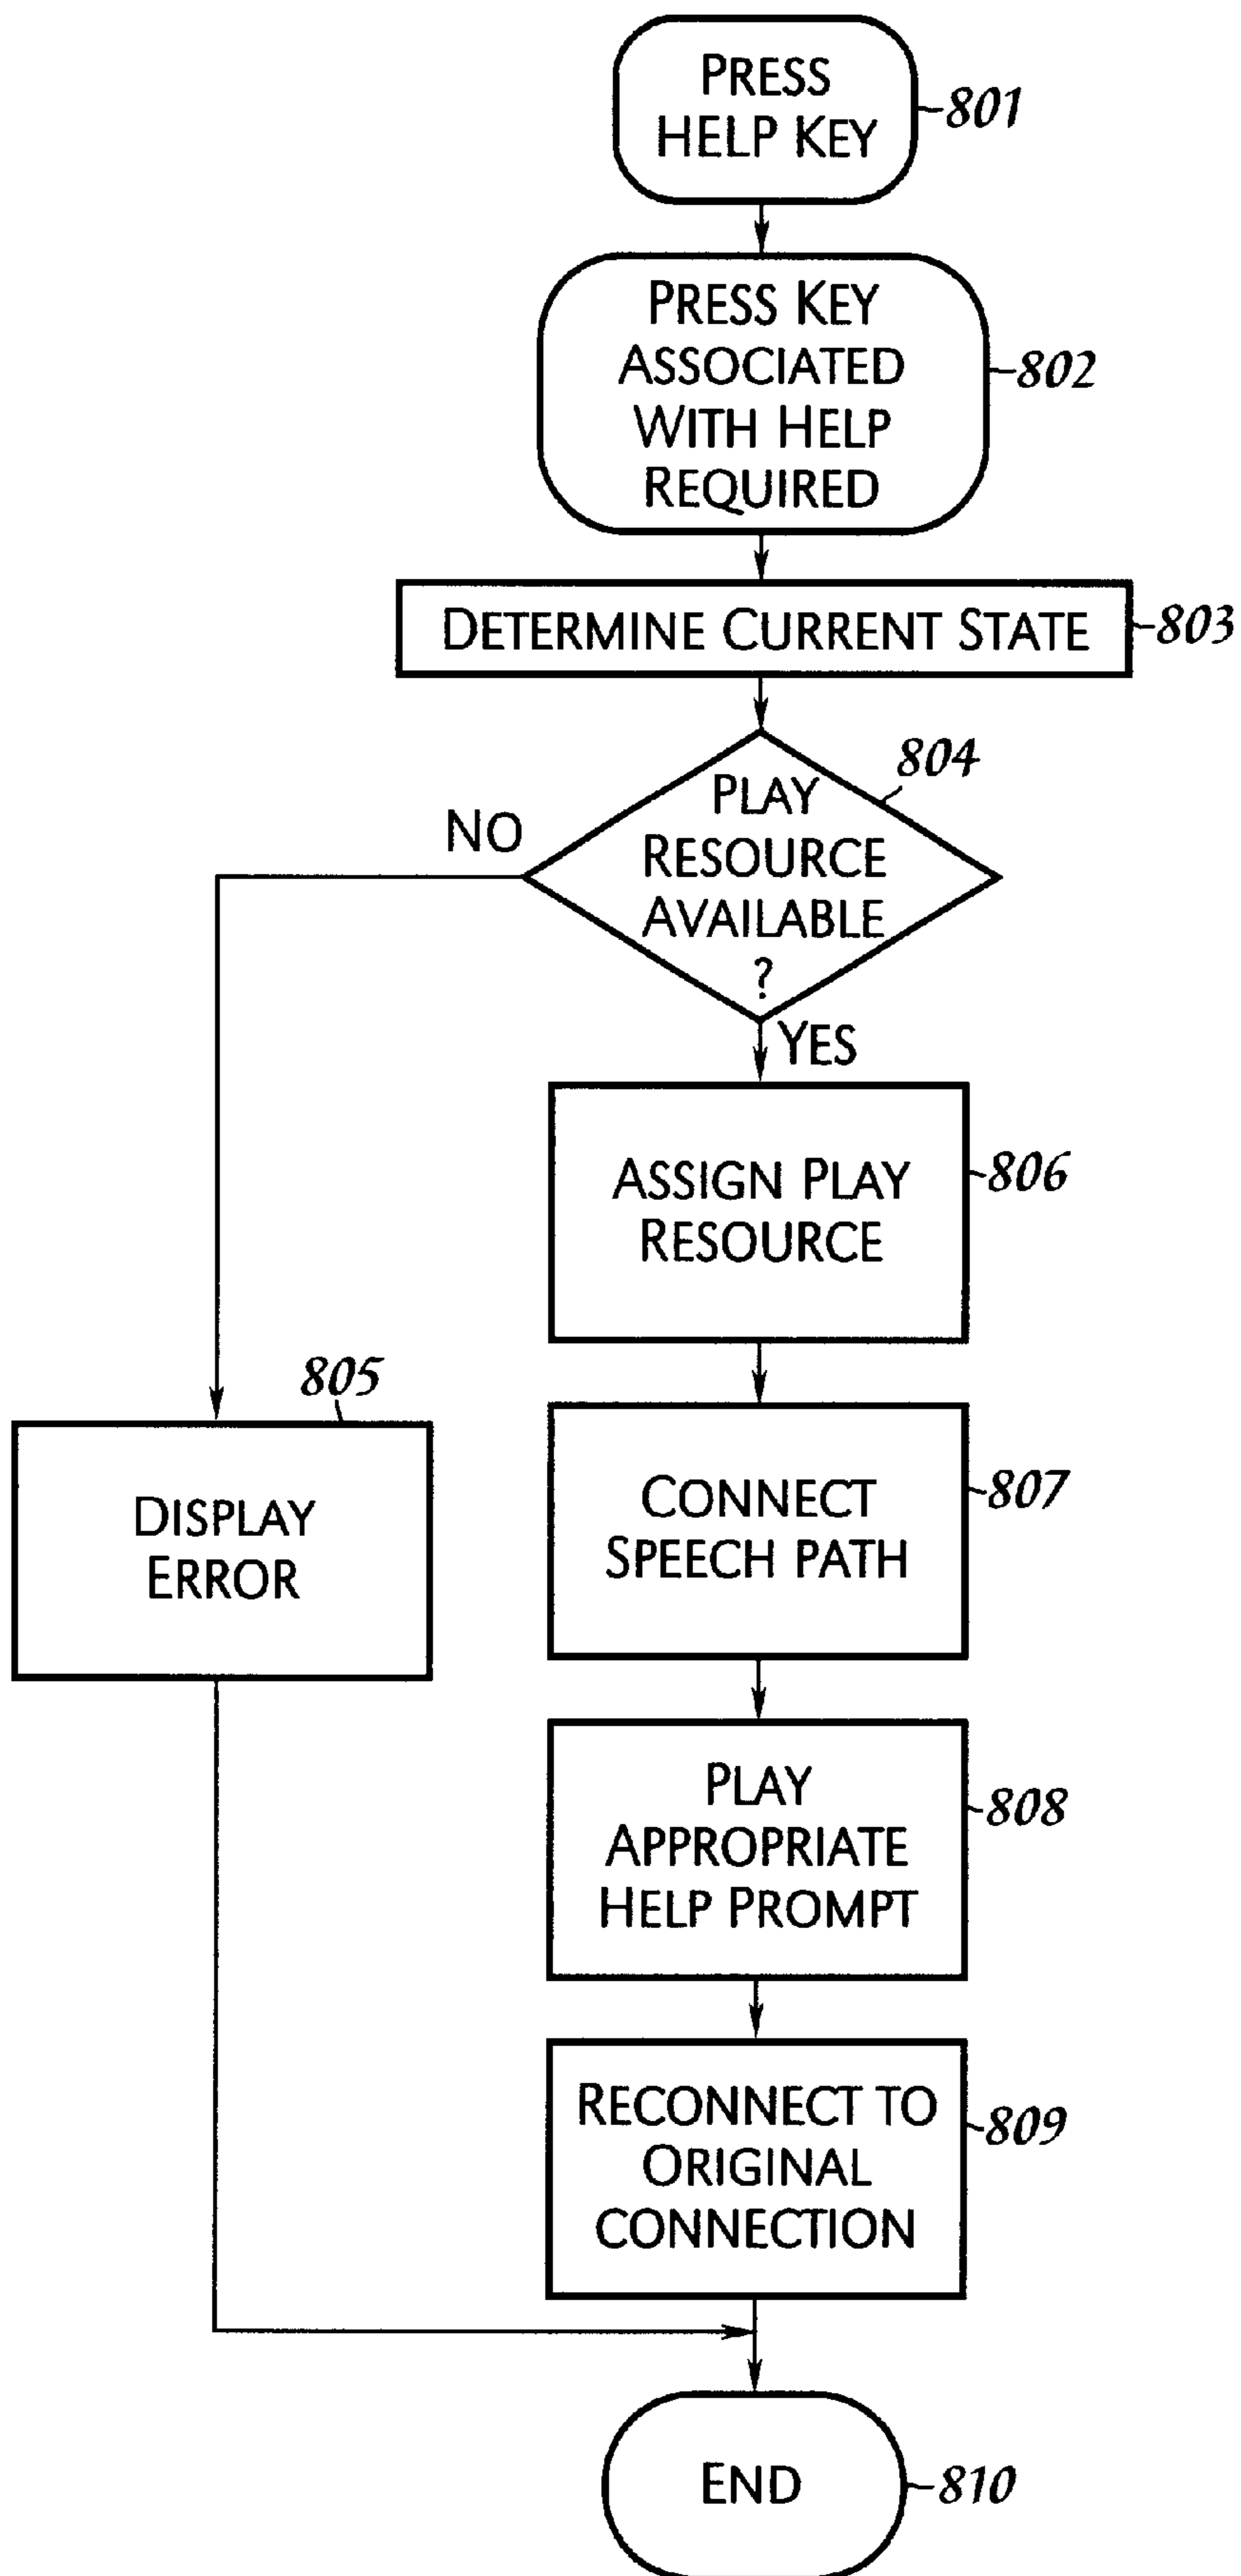 PRESS
HELP KEY
801
PRESS KEY
ASSOCIATED
WITH HELP
REQUIRED
802
DETERMINE CURRENT STATE
803
804
PLAY
RESOURCE
AVAILABLE
?
NO
YES
ASSIGN PLAY
RESOURCE
806
805
DISPLAY
ERROR
CONNECT
SPEECH PATH
807
PLAY
APPROPRIATE
HELP PROMPT
808
RECONNECT TO
ORIGINAL
CONNECTION
809
END
810